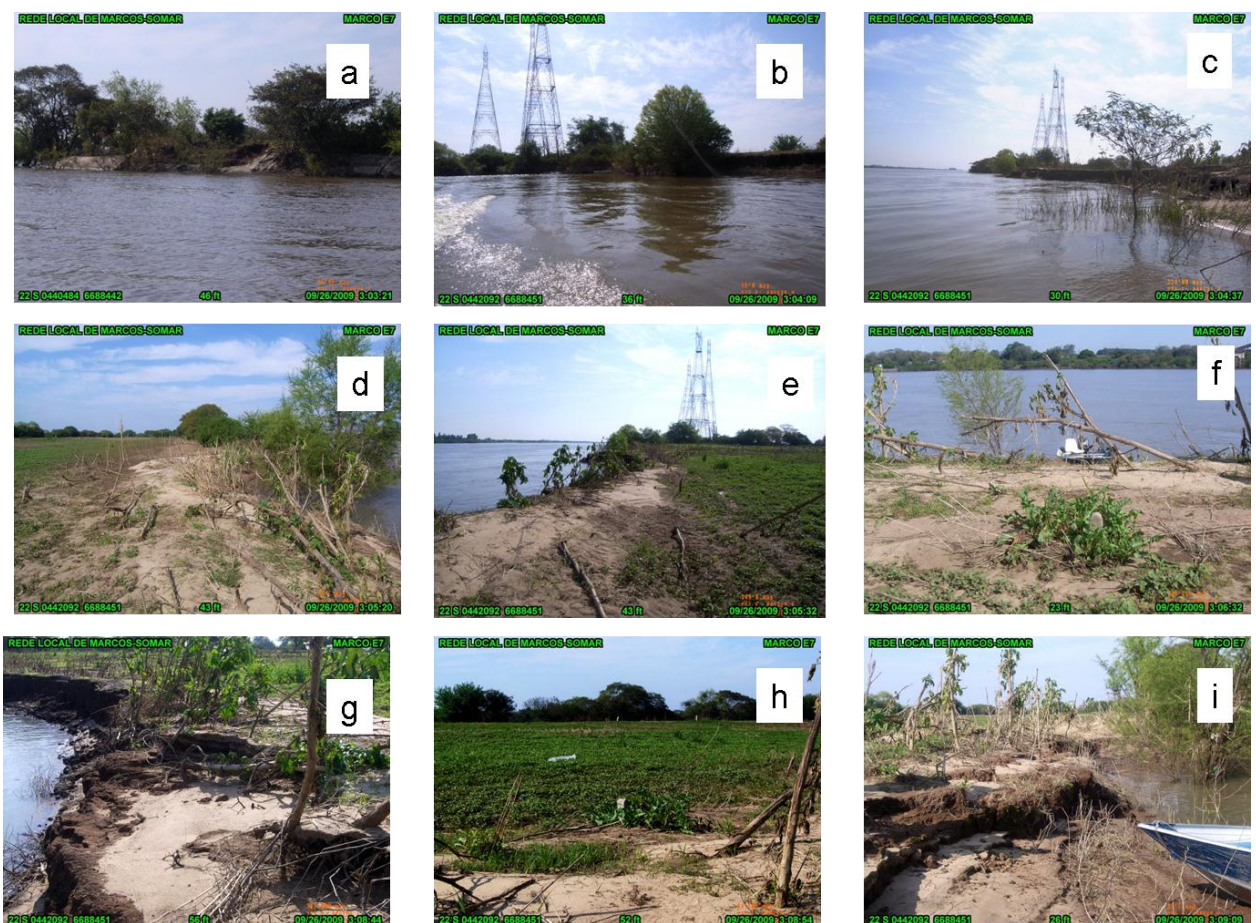 REDE LOCAL DE MARCOS-SOMAR MARCO E7
a
22 S 0440484 6688442 46 ft 09/26/2009 3:03:21
REDE LOCAL DE MARCOS-SOMAR MARCO E7
b
22 S 0442092 6688451 36 ft 09/26/2009 3:04:09
REDE LOCAL DE MARCOS-SOMAR MARCO E7
c
22 S 0442092 6688451 30 ft 09/26/2009 3:04:37
REDE LOCAL DE MARCOS-SOMAR MARCO E7
d
22 S 0442092 6688451 43 ft 09/26/2009 3:05:20
REDE LOCAL DE MARCOS-SOMAR MARCO E7
e
22 S 0442092 6688451 43 ft 09/26/2009 3:05:32
REDE LOCAL DE MARCOS-SOMAR MARCO E7
f
22 S 0442092 6688451 23 ft 09/26/2009 3:06:32
REDE LOCAL DE MARCOS-SOMAR MARCO E7
g
22 S 0442092 6688451 56 ft 09/26/2009 3:08:44
REDE LOCAL DE MARCOS-SOMAR MARCO E7
h
22 S 0442092 6688451 52 ft 09/26/2009 3:08:54
REDE LOCAL DE MARCOS-SOMAR MARCO E7
i
22 S 0442092 6688451 26 ft 09/26/2009 3:09:09